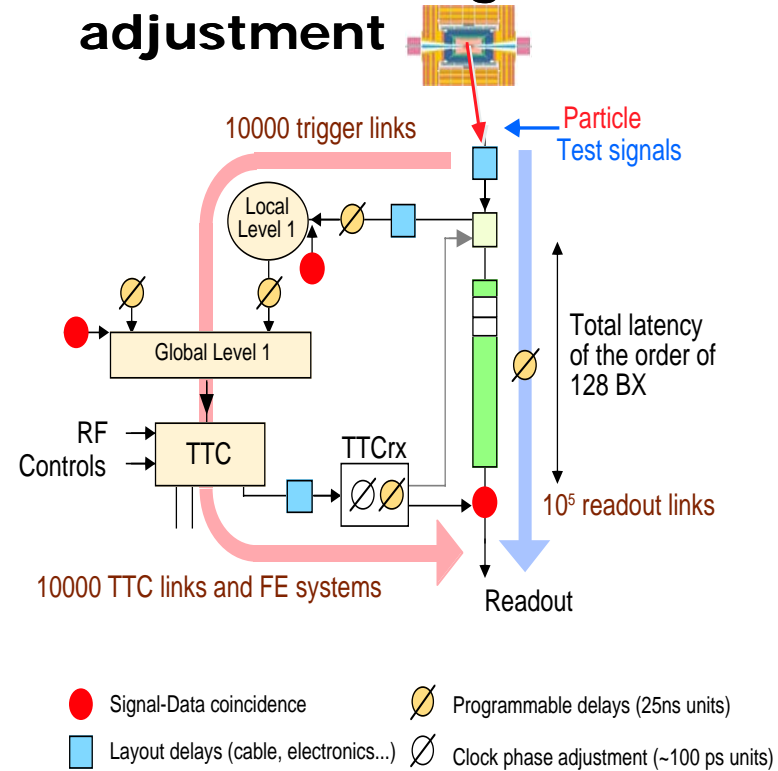 adjustment
10000 trigger links
Particle
Test signals
Local
Level 1
Global Level 1
Total latency
of the order of
128 BX
RF
Controls
TTC
TTCrx
10⁵ readout links
10000 TTC links and FE systems
Readout
Signal-Data coincidence
Programmable delays (25ns units)
Layout delays (cable, electronics...)
Clock phase adjustment (~100 ps units)